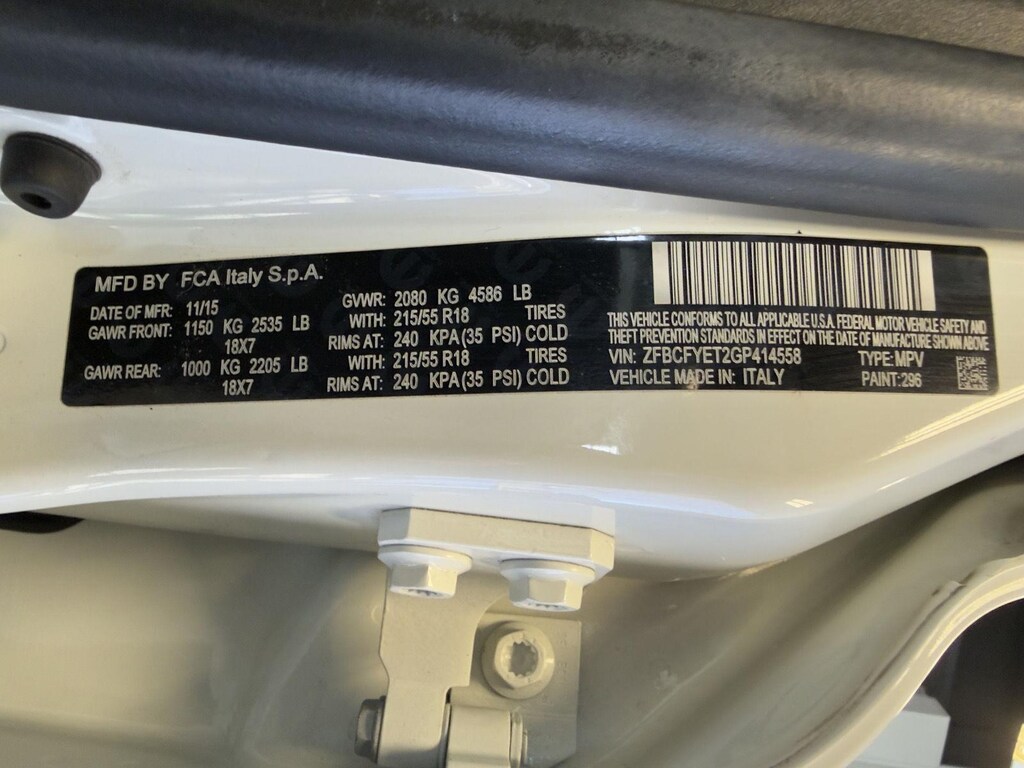 MFD BY FCA Italy S.p.A.
DATE OF MFR: 11/15 GVWR: 2080 KG 4586 LB
GAWR FRONT: 1150 KG 2535 LB WITH: 215/55 R18 TIRES
18X7 RIMS AT: 240 KPA (35 PSI) COLD
GAWR REAR: 1000 KG 2205 LB WITH: 215/55 R18 TIRES
18X7 RIMS AT: 240 KPA (35 PSI) COLD
THIS VEHICLE CONFORMS TO ALL APPLICABLE U.S.A. FEDERAL MOTOR VEHICLE SAFETY AND
THEFT PREVENTION STANDARDS IN EFFECT ON THE DATE OF MANUFACTURE SHOWN ABOVE
VIN: ZFBCFYET2GP414558 TYPE: MPV
VEHICLE MADE IN: ITALY PAINT: 296